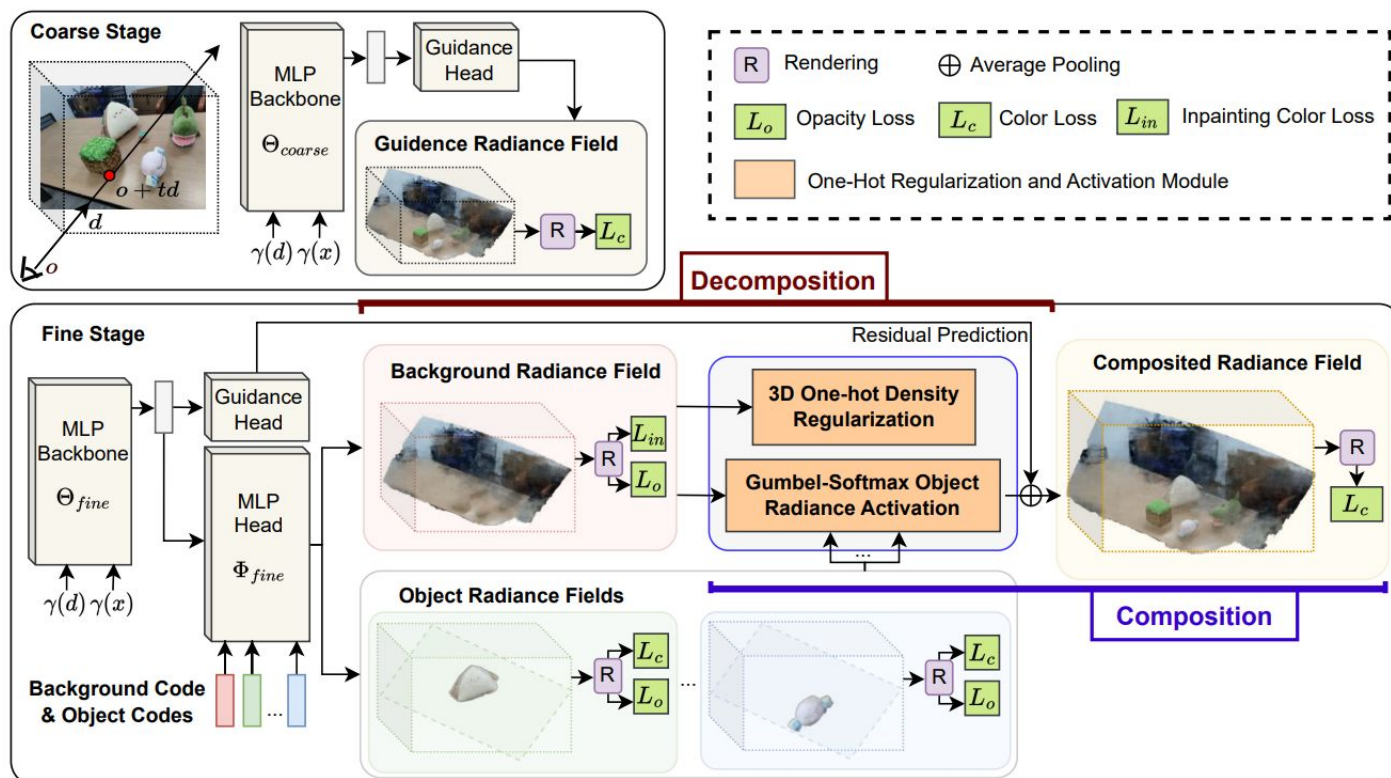 Coarse Stage
MLP
Backbone
Θcoarse
γ(d) γ(x)
Guidance
Head
o + td
d
o
Guidence Radiance Field
R
Lc
R Rendering
⊕ Average Pooling
Lo Opacity Loss
Lc Color Loss
Lin Inpainting Color Loss
One-Hot Regularization and Activation Module
Decomposition
Fine Stage
MLP
Backbone
Θfine
γ(d) γ(x)
Guidance
Head
MLP
Head
Φfine
Background Code
& Object Codes
...
Residual Prediction
Background Radiance Field
R
Lin
Lo
3D One-hot Density
Regularization
Gumbel-Softmax Object
Radiance Activation
...
Composited Radiance Field
R
Lc
Composition
Object Radiance Fields
R
Lc
Lo
...
R
Lc
Lo